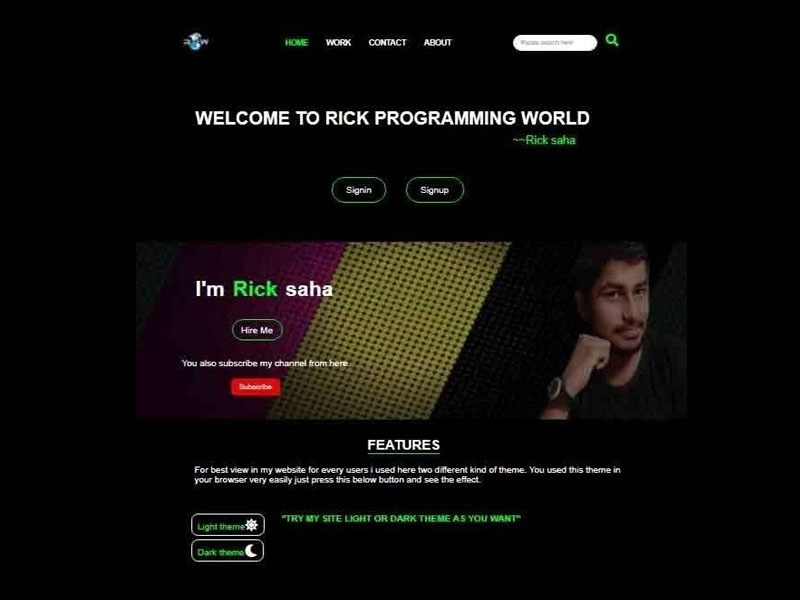 HOME WORK CONTACT ABOUT Please search here
WELCOME TO RICK PROGRAMMING WORLD
~~Rick saha
Signin Signup
I'm Rick saha
Hire Me
You also subscribe my channel from here.
Subscribe
FEATURES
For best view in my website for every users i used here two different kind of theme. You used this theme in
your browser very easily just press this below button and see the effect.
Light theme "TRY MY SITE LIGHT OR DARK THEME AS YOU WANT"
Dark theme